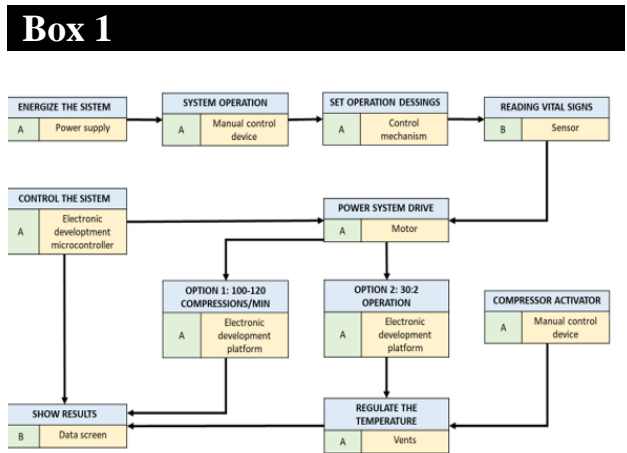 Box 1
ENERGIZE THE SISTEM
A
Power supply
SYSTEM OPERATION
A
Manual control
device
SET OPERATION DESSINGS
A
Control
mechanism
READING VITAL SIGNS
B
Sensor
CONTROL THE SISTEM
A
Electronic
developtment
microcontroller
POWER SYSTEM DRIVE
A
Motor
OPTION 1: 100-120
COMPRESSIONS/MIN
A
Electronic
development
platform
OPTION 2: 30:2
OPERATION
A
Electronic
development
platform
COMPRESSOR ACTIVATOR
A
Manual control
device
SHOW RESULTS
B
Data screen
REGULATE THE
TEMPERATURE
A
Vents